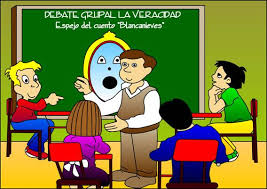 DEBATE GRUPAL LA VERACIDAD
Espejo del cuento "Blancanieves"